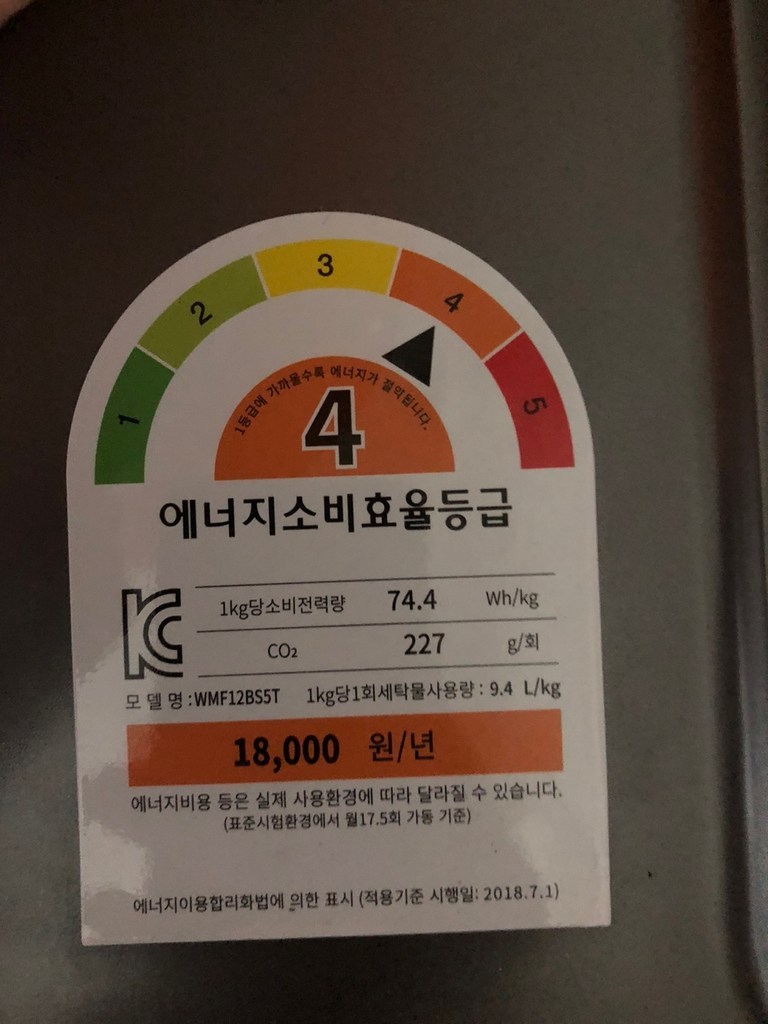 1 2 3 4 5
1등급에 가까울수록 에너지가 절약됩니다.
4
에너지소비효율등급
1kg당소비전력량 74.4 Wh/kg
CO₂ 227 g/회
모 델 명 : WMF12BS5T 1kg당1회세탁물사용량 : 9.4 L/kg
18,000 원/년
에너지비용 등은 실제 사용환경에 따라 달라질 수 있습니다.
(표준시험환경에서 월17.5회 가동 기준)
에너지이용합리화법에 의한 표시 (적용기준 시행일: 2018.7.1)